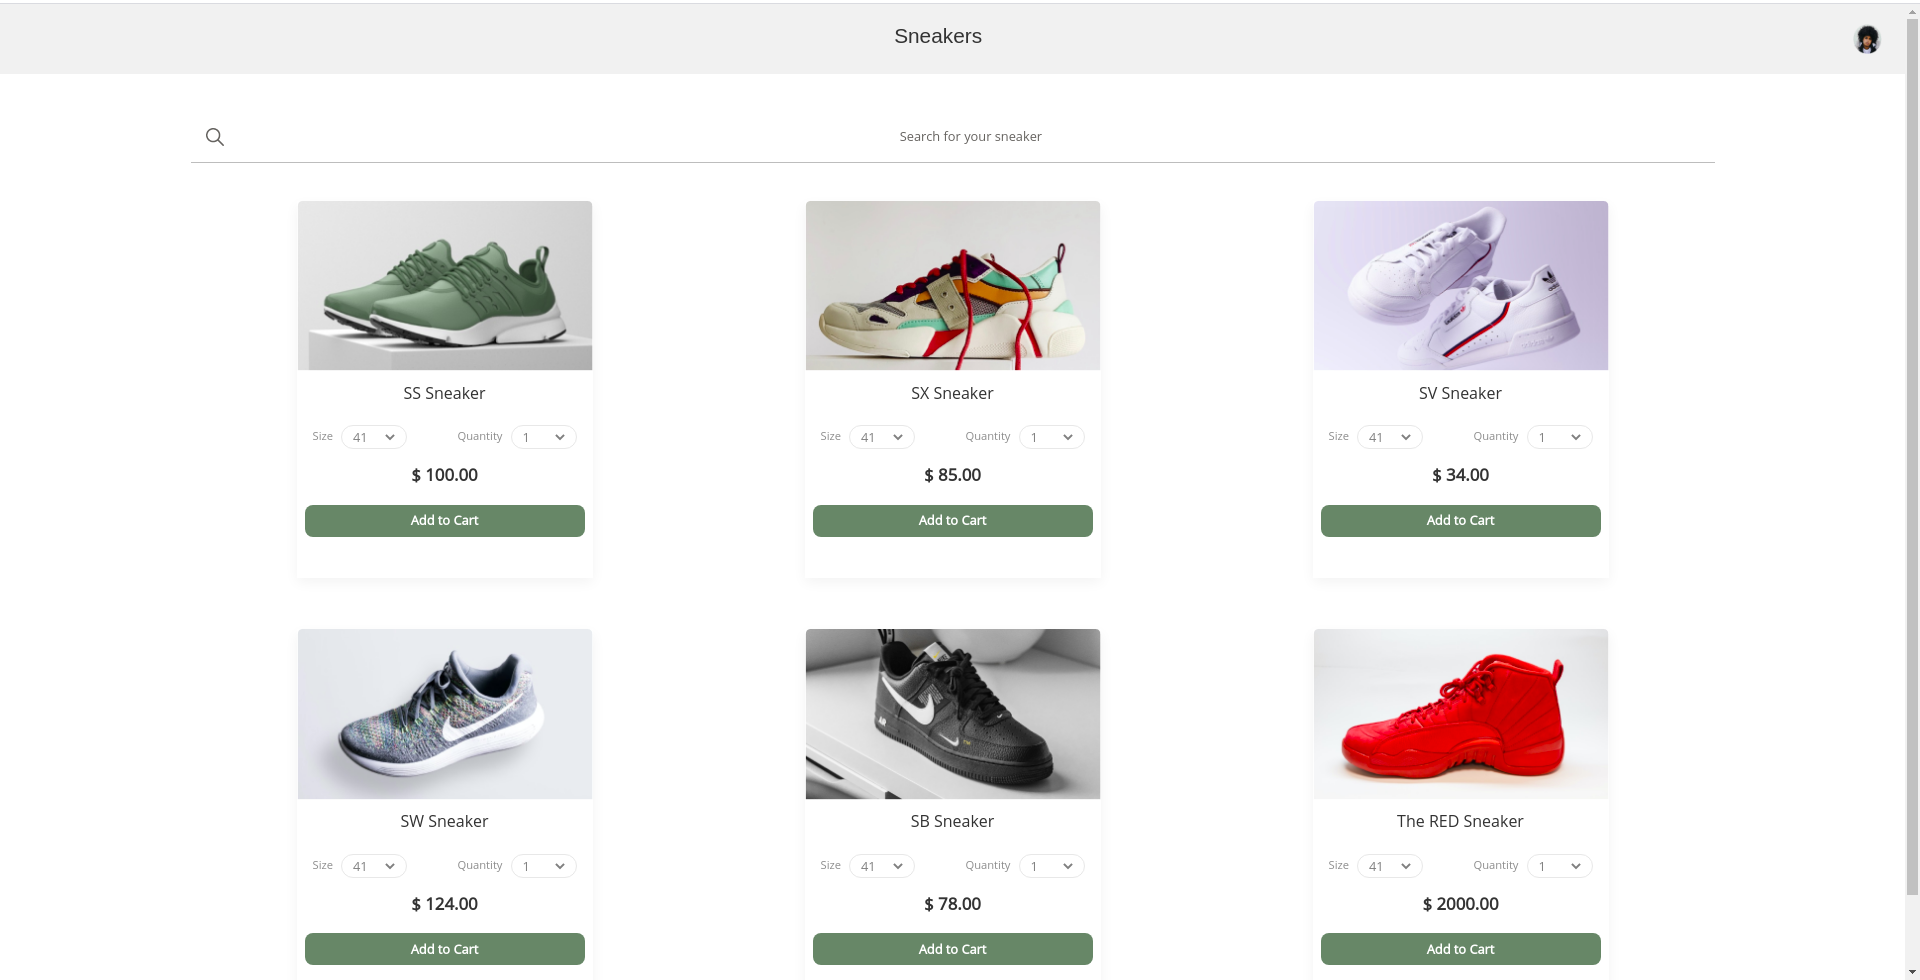 Sneakers
Search for your sneaker
SS Sneaker
Size 41 Quantity 1
$ 100.00
Add to Cart
SX Sneaker
Size 41 Quantity 1
$ 85.00
Add to Cart
SV Sneaker
Size 41 Quantity 1
$ 34.00
Add to Cart
SW Sneaker
Size 41 Quantity 1
$ 124.00
Add to Cart
AIR
SB Sneaker
Size 41 Quantity 1
$ 78.00
Add to Cart
The RED Sneaker
Size 41 Quantity 1
$ 2000.00
Add to Cart